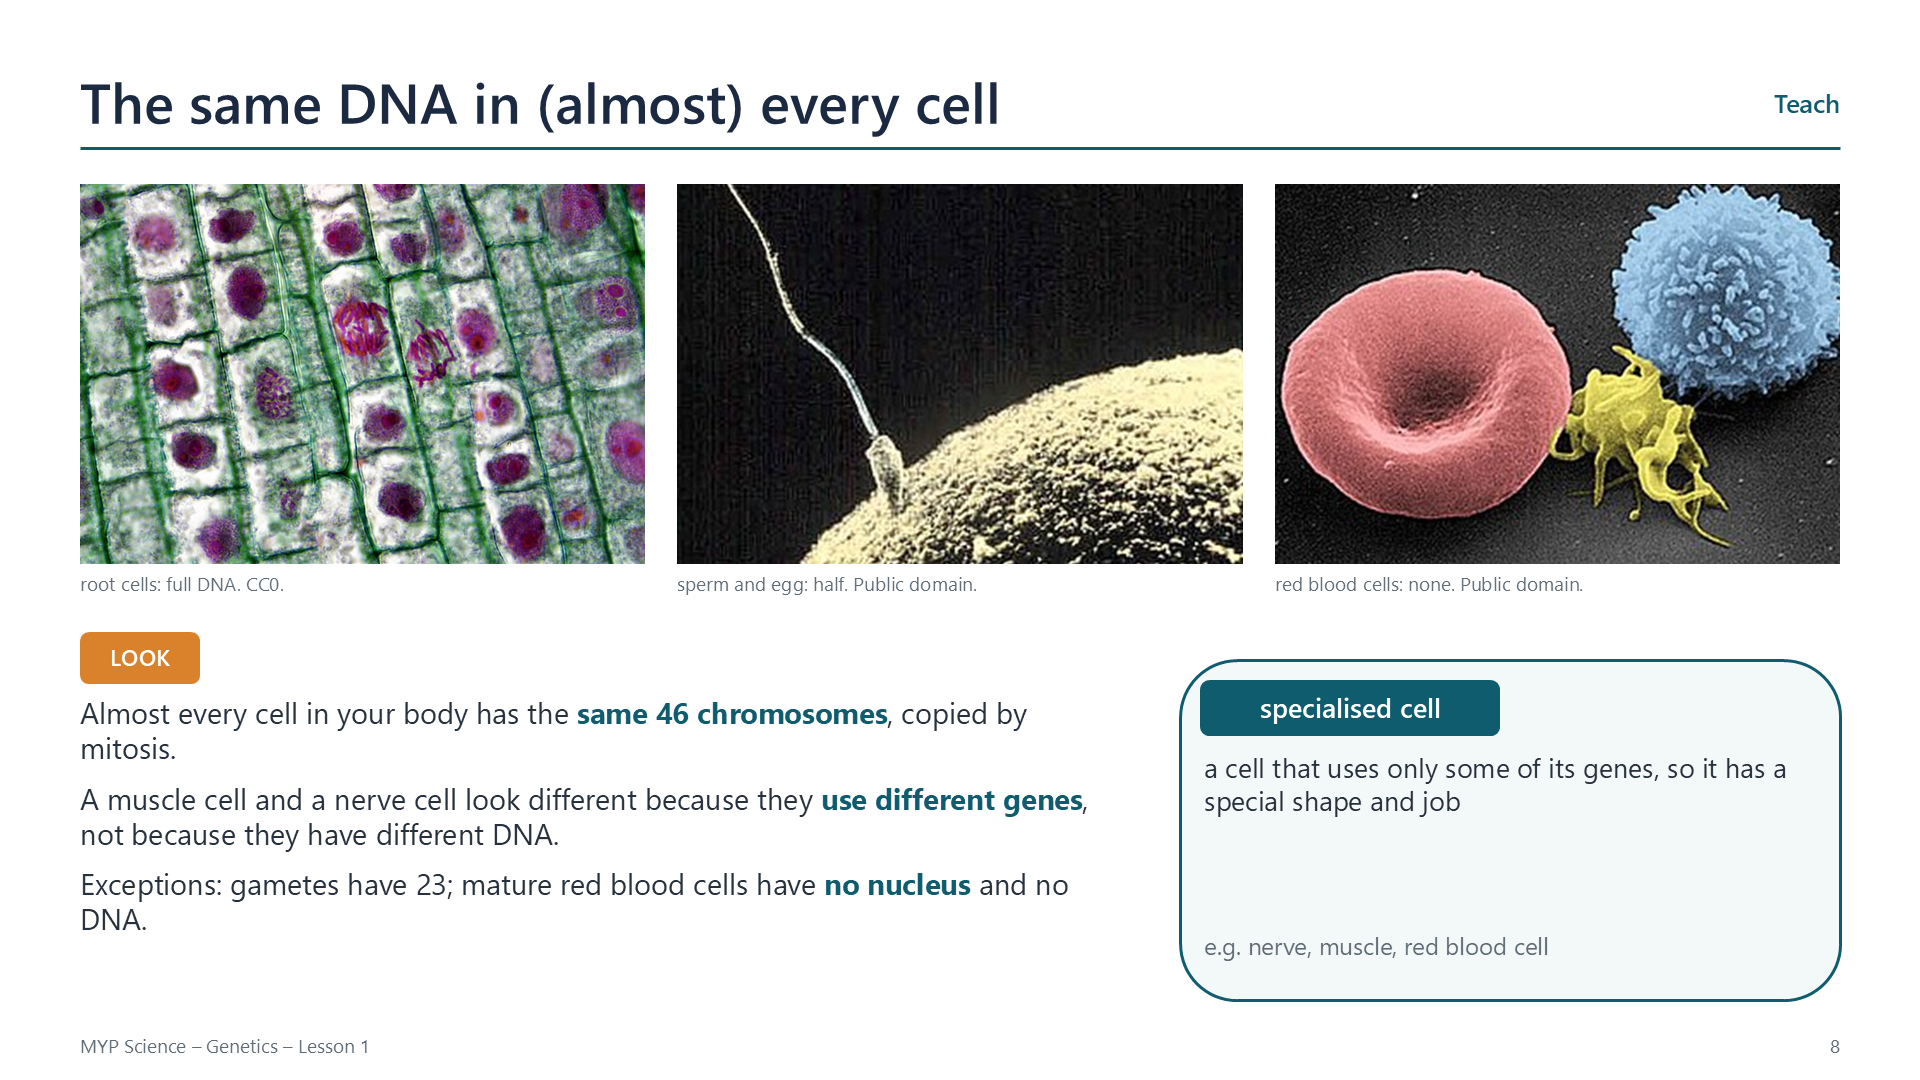 The same DNA in (almost) every cell
Teach
root cells: full DNA. CC0.
sperm and egg: half. Public domain.
red blood cells: none. Public domain.
LOOK
Almost every cell in your body has the same 46 chromosomes, copied by
mitosis.
A muscle cell and a nerve cell look different because they use different genes,
not because they have different DNA.
Exceptions: gametes have 23; mature red blood cells have no nucleus and no
DNA.
specialised cell
a cell that uses only some of its genes, so it has a
special shape and job
e.g. nerve, muscle, red blood cell
MYP Science – Genetics – Lesson 1
8